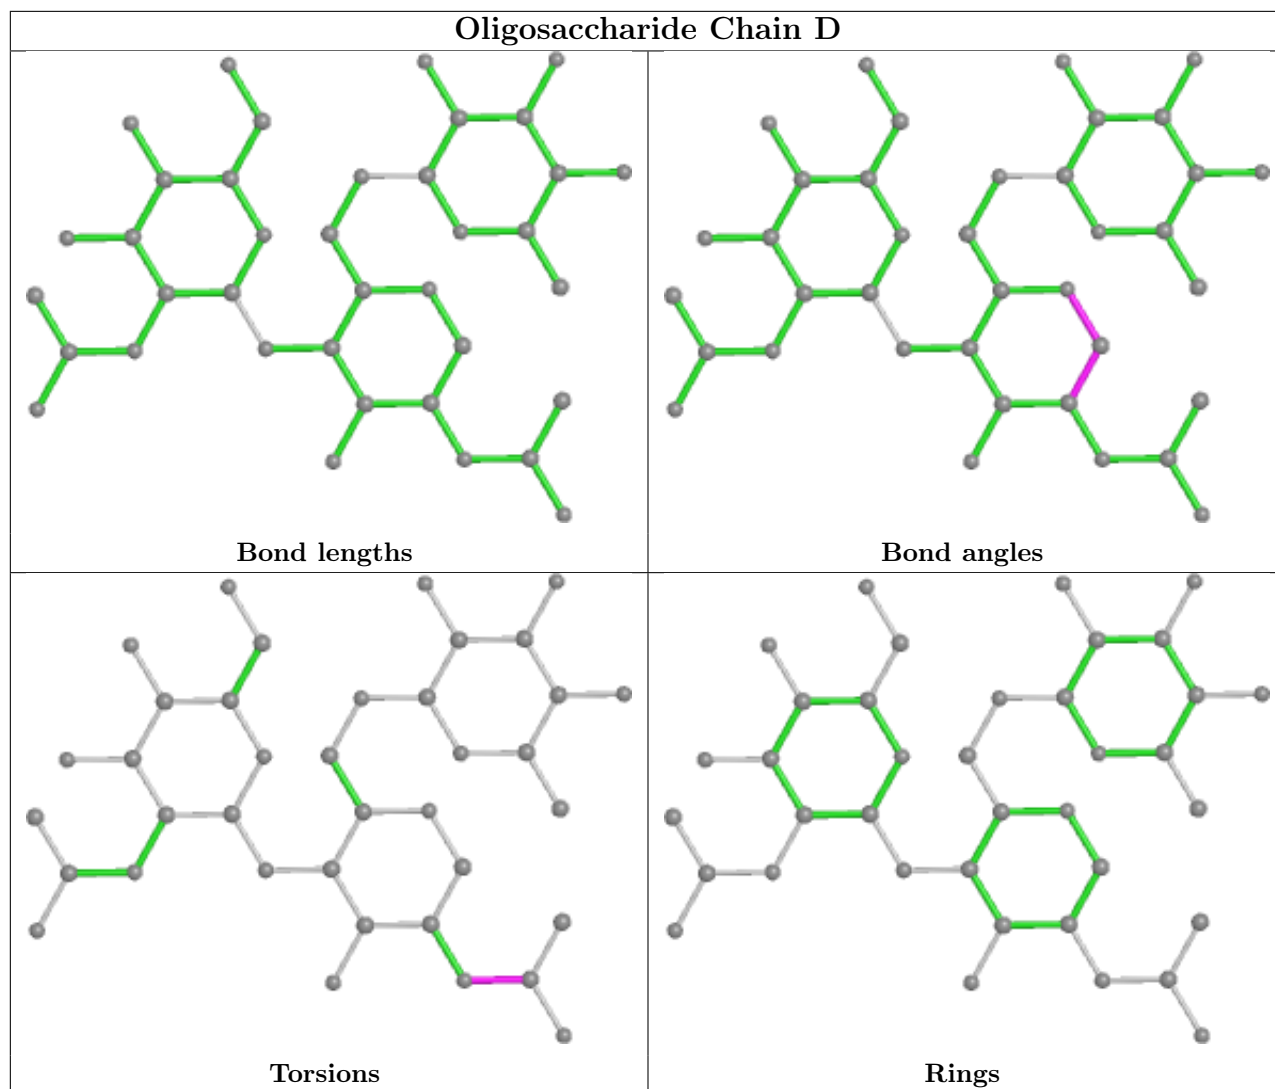 Oligosaccharide Chain D
Bond lengths
Bond angles
Torsions
Rings